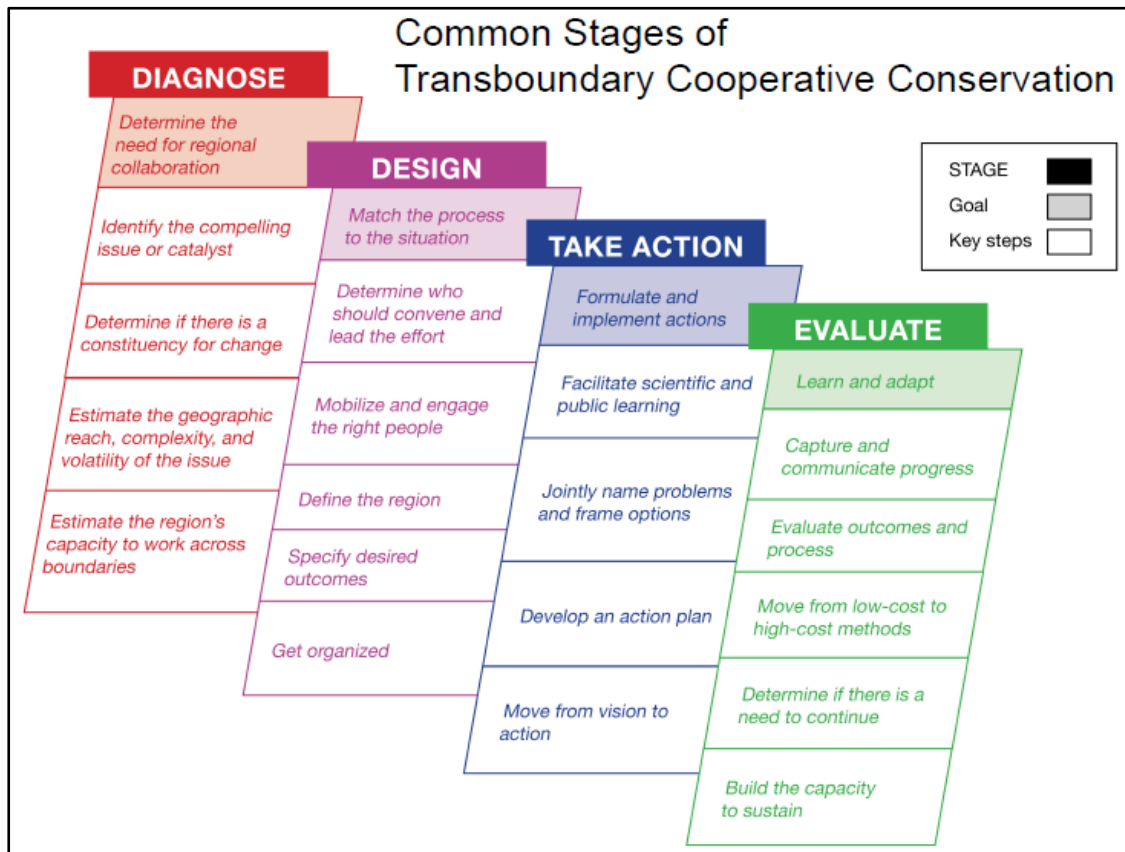 Common Stages of
Transboundary Cooperative Conservation
DIAGNOSE
Determine the
need for regional
collaboration
Identify the compelling
issue or catalyst
Determine if there is a
constituency for change
Estimate the geographic
reach, complexity, and
volatility of the issue
Estimate the region's
capacity to work across
boundaries
DESIGN
Match the process
to the situation
Determine who
should convene and
lead the effort
Mobilize and engage
the right people
Define the region
Specify desired
outcomes
Get organized
TAKE ACTION
Formulate and
implement actions
Facilitate scientific and
public learning
Jointly name problems
and frame options
Develop an action plan
Move from vision to
action
EVALUATE
Learn and adapt
Capture and
communicate progress
Evaluate outcomes and
process
Move from low-cost to
high-cost methods
Determine if there is a
need to continue
Build the capacity
to sustain
STAGE
Goal
Key steps